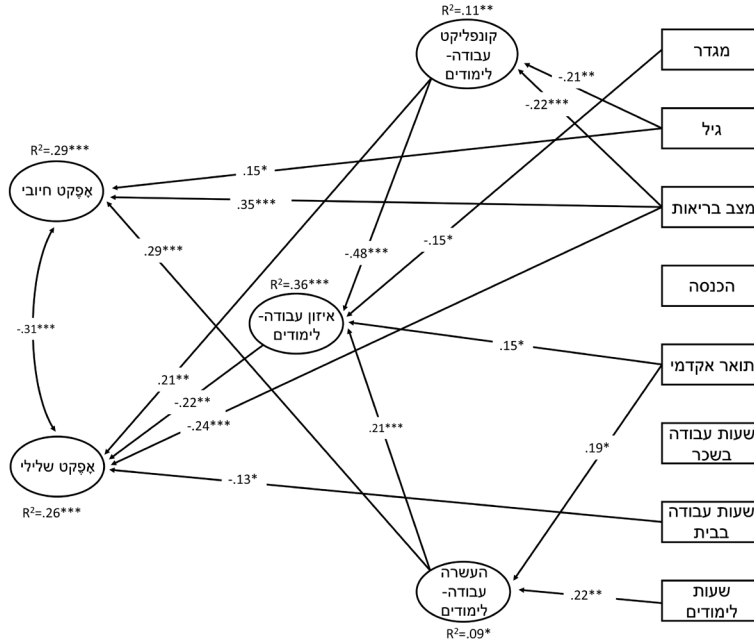 R²=.11**
קונפליקט
עבודה-
לימודים
מגדר
-.21**
-.22***
גיל
R²=.29***
אָפֶקט חיובי
.15*
.35***
מצב בריאות
.29***
-.48***
-.15*
הכנסה
R²=.36***
איזון עבודה-
לימודים
-.31***
.15*
תואר אקדמי
.21**
-.22**
-.24***
.21***
.19*
שעות עבודה
בשכר
אָפֶקט שלילי
-.13*
R²=.26***
שעות עבודה
בבית
העשרה
עבודה-
לימודים
.22**
שעות
לימודים
R²=.09*